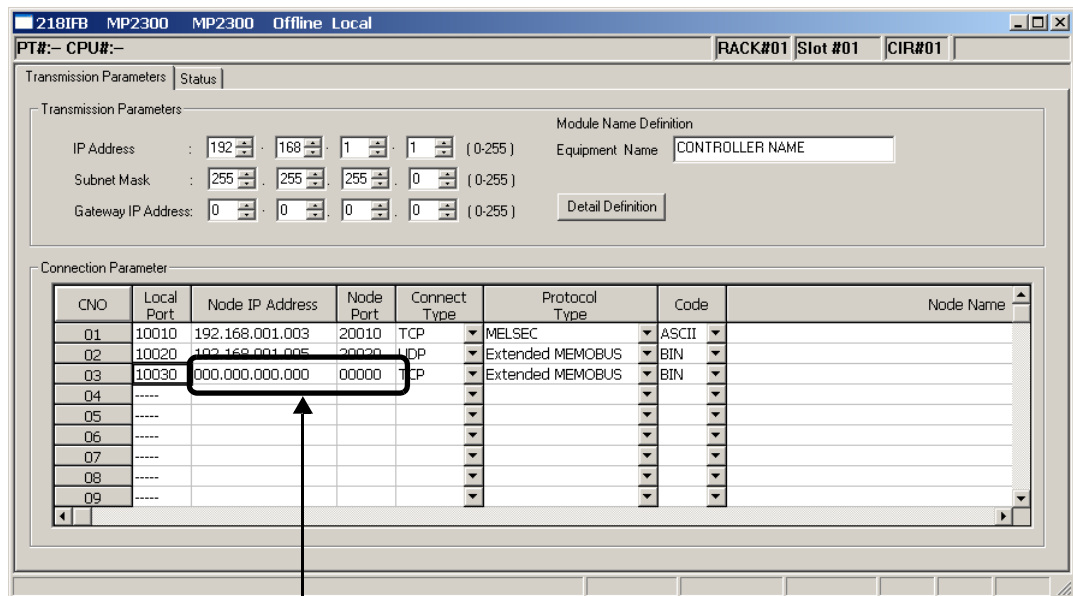 218IFB MP2300 MP2300 Offline Local
PT#:– CPU#:– RACK#01 Slot #01 CIR#01
Transmission Parameters Status
Transmission Parameters
Module Name Definition
IP Address : 192 . 168 . 1 . 1 ( 0-255 ) Equipment Name CONTROLLER NAME
Subnet Mask : 255 . 255 . 255 . 0 ( 0-255 )
Gateway IP Address: 0 . 0 . 0 . 0 ( 0-255 ) Detail Definition
Connection Parameter
CNO Local Port Node IP Address Node Port Connect Type Protocol Type Code Node Name
01 10010 192.168.001.003 20010 TCP MELSEC ASCII
02 10020 192.168.001.005 20020 UDP Extended MEMOBUS BIN
03 10030 000.000.000.000 00000 TCP Extended MEMOBUS BIN
04 -----
05 -----
06 -----
07 -----
08 -----
09 -----